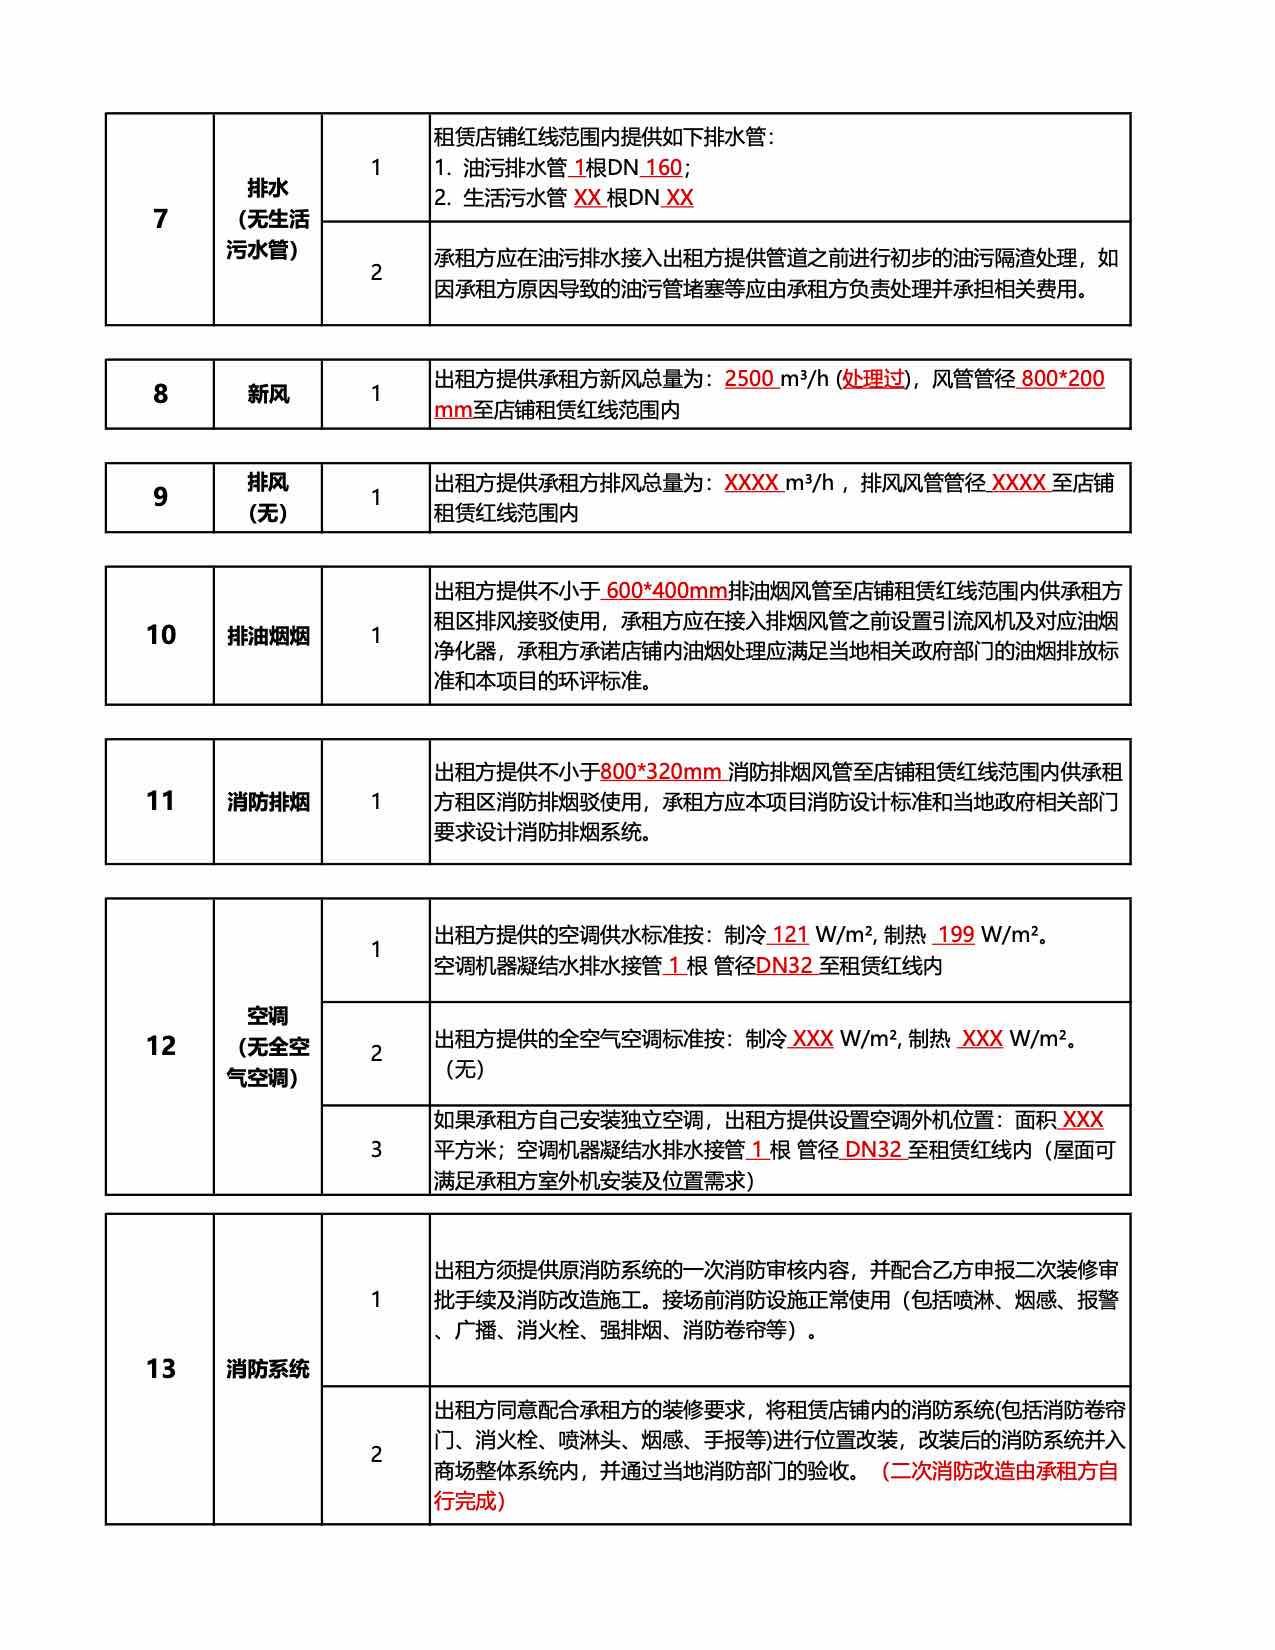 7
排水
（无生活
污水管）
1
租赁店铺红线范围内提供如下排水管：
1. 油污排水管 1根DN 160；
2. 生活污水管 XX 根DN XX
2
承租方应在油污排水接入出租方提供管道之前进行初步的油污隔渣处理，如
因承租方原因导致的油污管堵塞等应由承租方负责处理并承担相关费用。
8
新风
1
出租方提供承租方新风总量为：2500 m³/h (处理过)，风管管径 800*200
mm至店铺租赁红线范围内
9
排风
（无）
1
出租方提供承租方排风总量为：XXXX m³/h ，排风风管管径 XXXX 至店铺
租赁红线范围内
10
排油烟烟
1
出租方提供不小于 600*400mm排油烟风管至店铺租赁红线范围内供承租方
租区排风接驳使用，承租方应在接入排烟风管之前设置引流风机及对应油烟
净化器，承租方承诺店铺内油烟处理应满足当地相关政府部门的油烟排放标
准和本项目的环评标准。
11
消防排烟
1
出租方提供不小于800*320mm 消防排烟风管至店铺租赁红线范围内供承租
方租区消防排烟驳使用，承租方应本项目消防设计标准和当地政府相关部门
要求设计消防排烟系统。
12
空调
（无全空
气空调）
1
出租方提供的空调供水标准按：制冷 121 W/m², 制热 199 W/m²。
空调机器凝结水排水接管 1 根 管径DN32 至租赁红线内
2
出租方提供的全空气空调标准按：制冷 XXX W/m², 制热 XXX W/m²。
（无）
3
如果承租方自己安装独立空调，出租方提供设置空调外机位置：面积 XXX
平方米；空调机器凝结水排水接管 1 根 管径 DN32 至租赁红线内（屋面可
满足承租方室外机安装及位置需求）
13
消防系统
1
出租方须提供原消防系统的一次消防审核内容，并配合乙方申报二次装修审
批手续及消防改造施工。接场前消防设施正常使用（包括喷淋、烟感、报警
、广播、消火栓、强排烟、消防卷帘等）。
2
出租方同意配合承租方的装修要求，将租赁店铺内的消防系统(包括消防卷帘
门、消火栓、喷淋头、烟感、手报等)进行位置改装，改装后的消防系统并入
商场整体系统内，并通过当地消防部门的验收。（二次消防改造由承租方自
行完成）